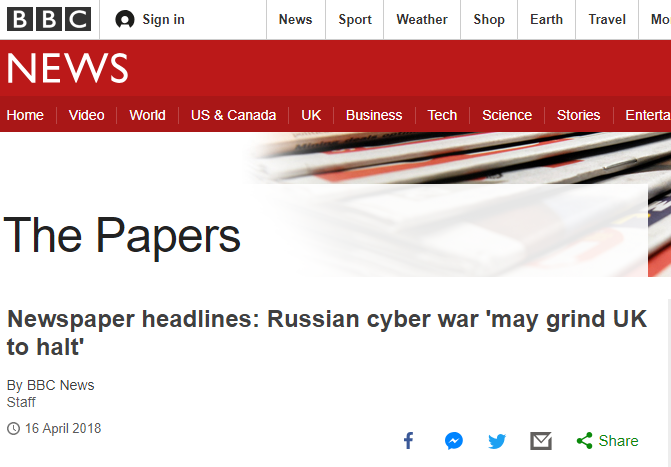 BBC Sign in News Sport Weather Shop Earth Travel Mo
NEWS
Home Video World US & Canada UK Business Tech Science Stories Enterta
The Papers
Newspaper headlines: Russian cyber war 'may grind UK
to halt'
By BBC News
Staff
16 April 2018
Share